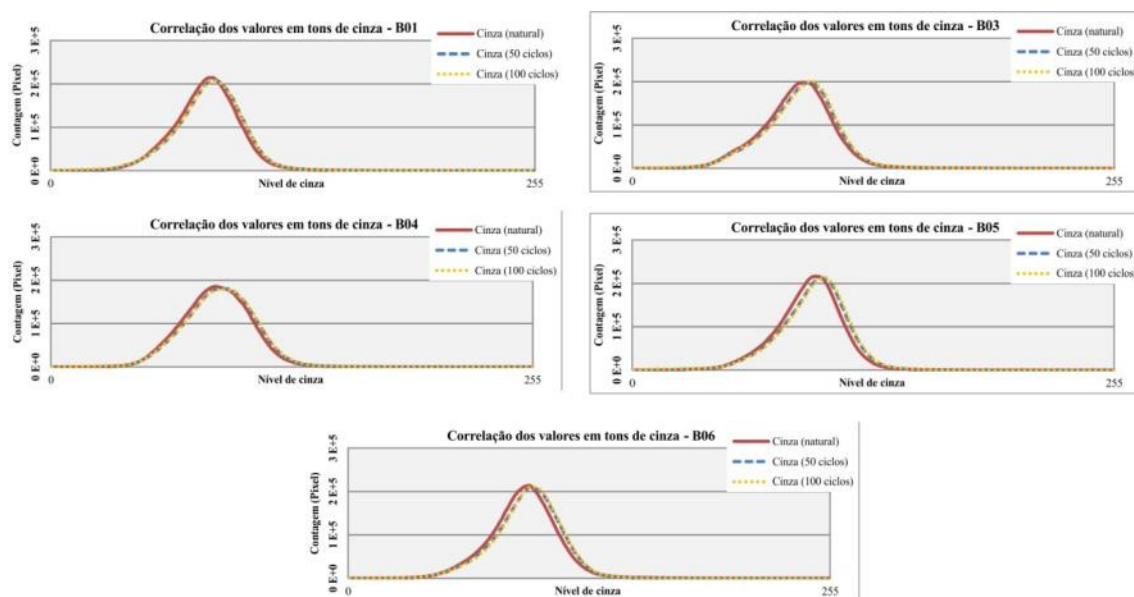 Correlação dos valores em tons de cinza - B01
Contagem (Pixel)
3 E+5
2 E+5
1 E+5
0 E+0
Cinza (natural)
Cinza (50 ciclos)
Cinza (100 ciclos)
0
Nível de cinza
255
Correlação dos valores em tons de cinza - B03
Contagem (Pixel)
3 E+5
2 E+5
1 E+5
0 E+0
Cinza (natural)
Cinza (50 ciclos)
Cinza (100 ciclos)
0
Nível de cinza
255
Correlação dos valores em tons de cinza - B04
Contagem (Pixel)
3 E+5
2 E+5
1 E+5
0 E+0
Cinza (natural)
Cinza (50 ciclos)
Cinza (100 ciclos)
0
Nível de cinza
255
Correlação dos valores em tons de cinza - B05
Contagem (Pixel)
3 E+5
2 E+5
1 E+5
0 E+0
Cinza (natural)
Cinza (50 ciclos)
Cinza (100 ciclos)
0
Nível de cinza
255
Correlação dos valores em tons de cinza - B06
Contagem (Pixel)
3 E+5
2 E+5
1 E+5
0 E+0
Cinza (natural)
Cinza (50 ciclos)
Cinza (100 ciclos)
0
Nível de cinza
255